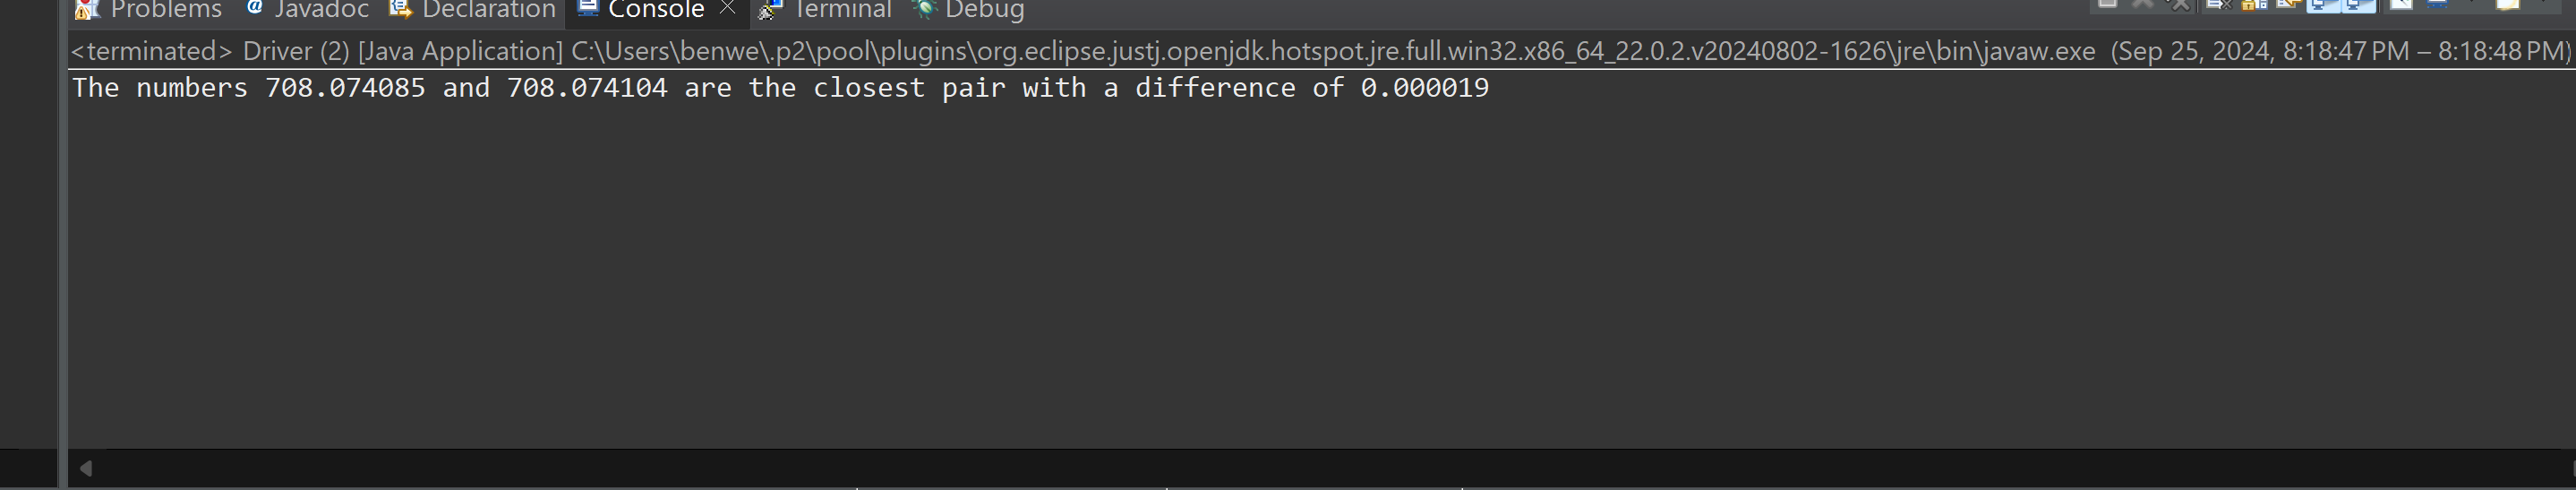 Problems @ Javadoc Declaration Console Terminal Debug
<terminated> Driver (2) [Java Application] C:\Users\benwe\.p2\pool\plugins\org.eclipse.justj.openjdk.hotspot.jre.full.win32.x86_64_22.0.2.v20240802-1626\jre\bin\javaw.exe (Sep 25, 2024, 8:18:47 PM – 8:18:48 PM)
The numbers 708.074085 and 708.074104 are the closest pair with a difference of 0.000019